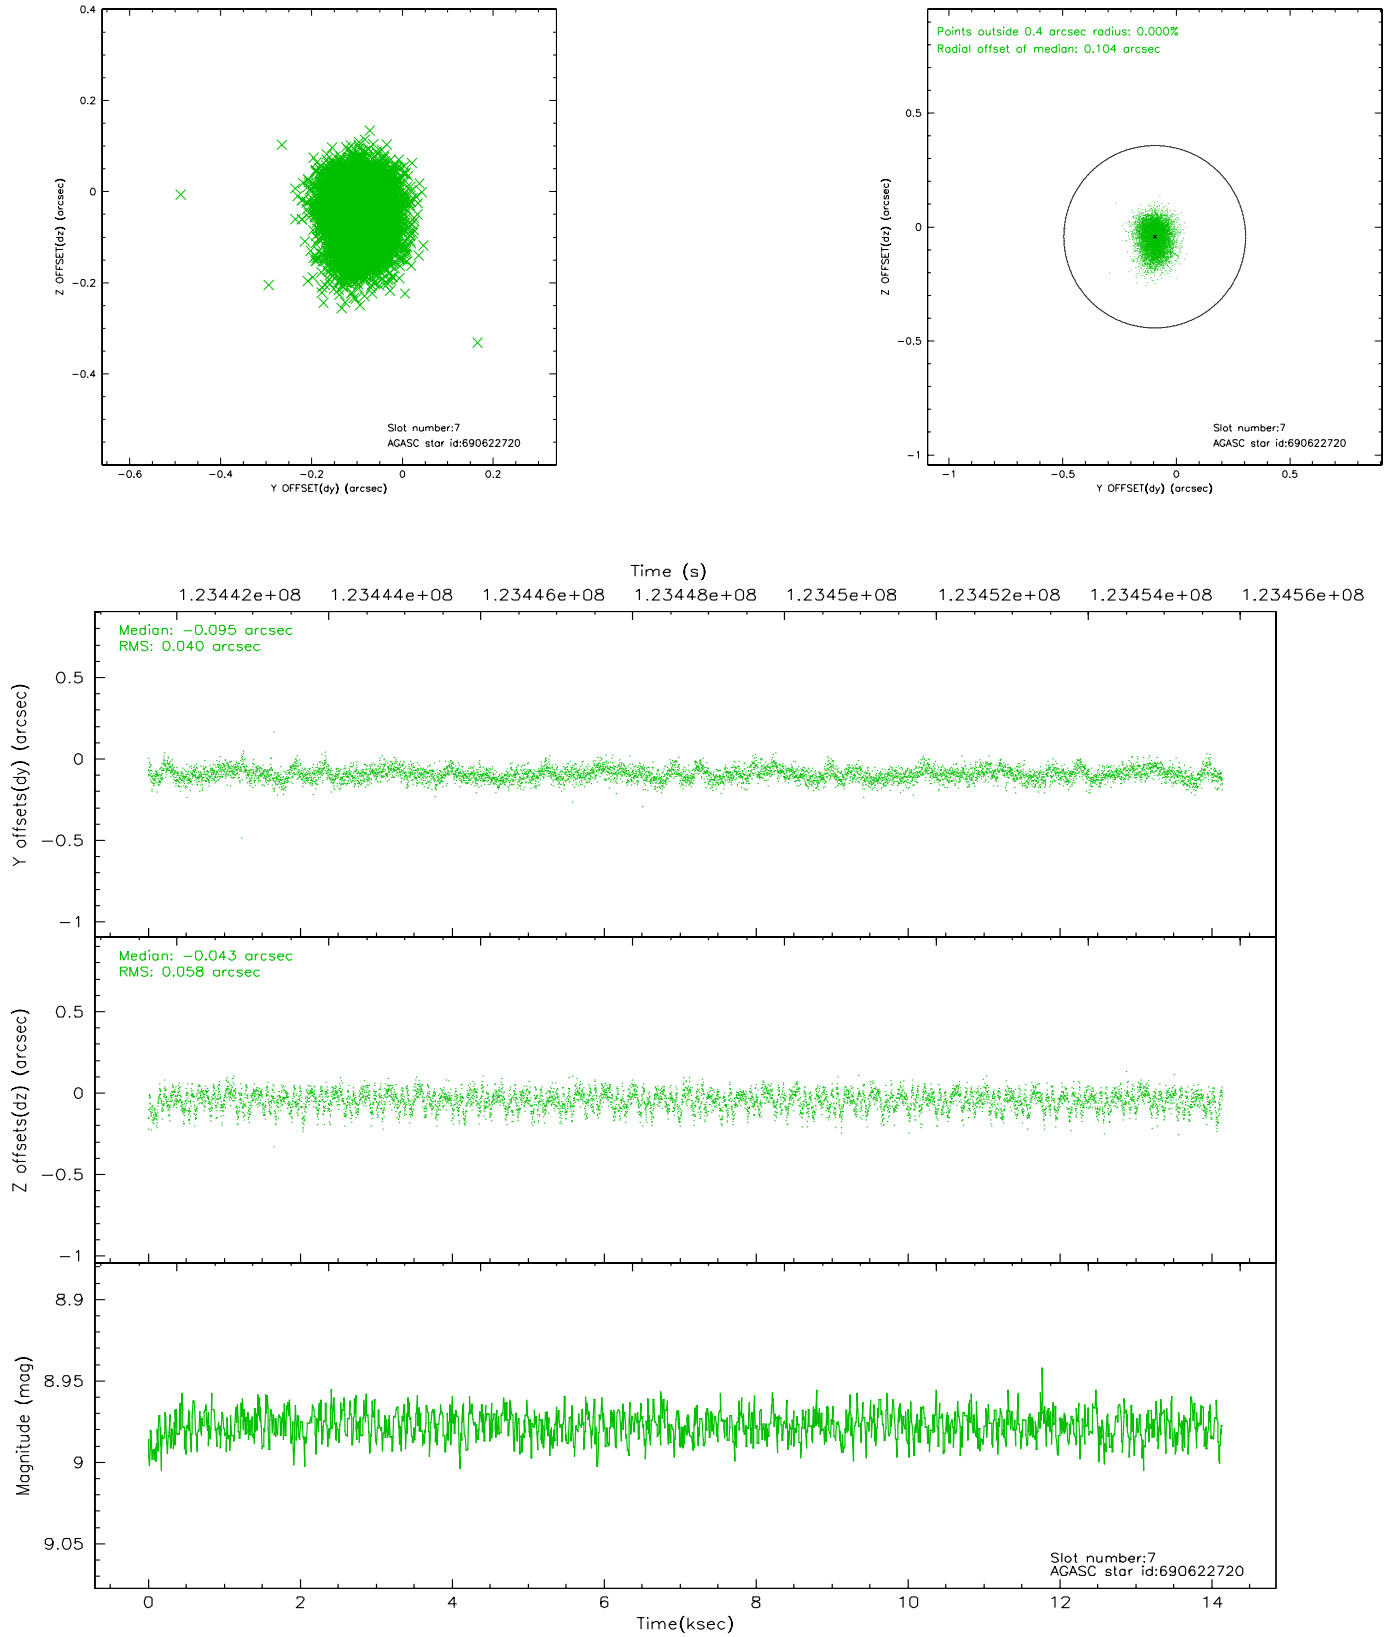 0.4
0.2
0
−0.2
−0.4
Z OFFSET(dz) (arcsec)
Slot number:7
AGASC star id:690622720
−0.6 −0.4 −0.2 0 0.2
Y OFFSET(dy) (arcsec)
Points outside 0.4 arcsec radius: 0.000%
Radial offset of median: 0.104 arcsec
0.5
0
−0.5
−1
Z OFFSET(dz) (arcsec)
Slot number:7
AGASC star id:690622720
−1 −0.5 0 0.5
Y OFFSET(dy) (arcsec)
Time (s)
1.23442e+08 1.23444e+08 1.23446e+08 1.23448e+08 1.2345e+08 1.23452e+08 1.23454e+08 1.23456e+08
Median: −0.095 arcsec
RMS: 0.040 arcsec
0.5
0
−0.5
−1
Y offsets(dy) (arcsec)
Median: −0.043 arcsec
RMS: 0.058 arcsec
0.5
0
−0.5
−1
Z offsets(dz) (arcsec)
8.9
8.95
9
9.05
Magnitude (mag)
Slot number:7
AGASC star id:690622720
0 2 4 6 8 10 12 14
Time(ksec)